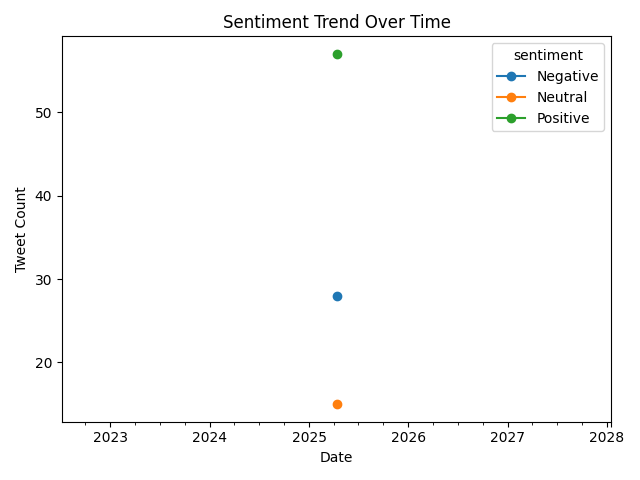 Sentiment Trend Over Time
sentiment
Negative
Neutral
Positive
Tweet Count
50
40
30
20
2023 2024 2025 2026 2027 2028
Date